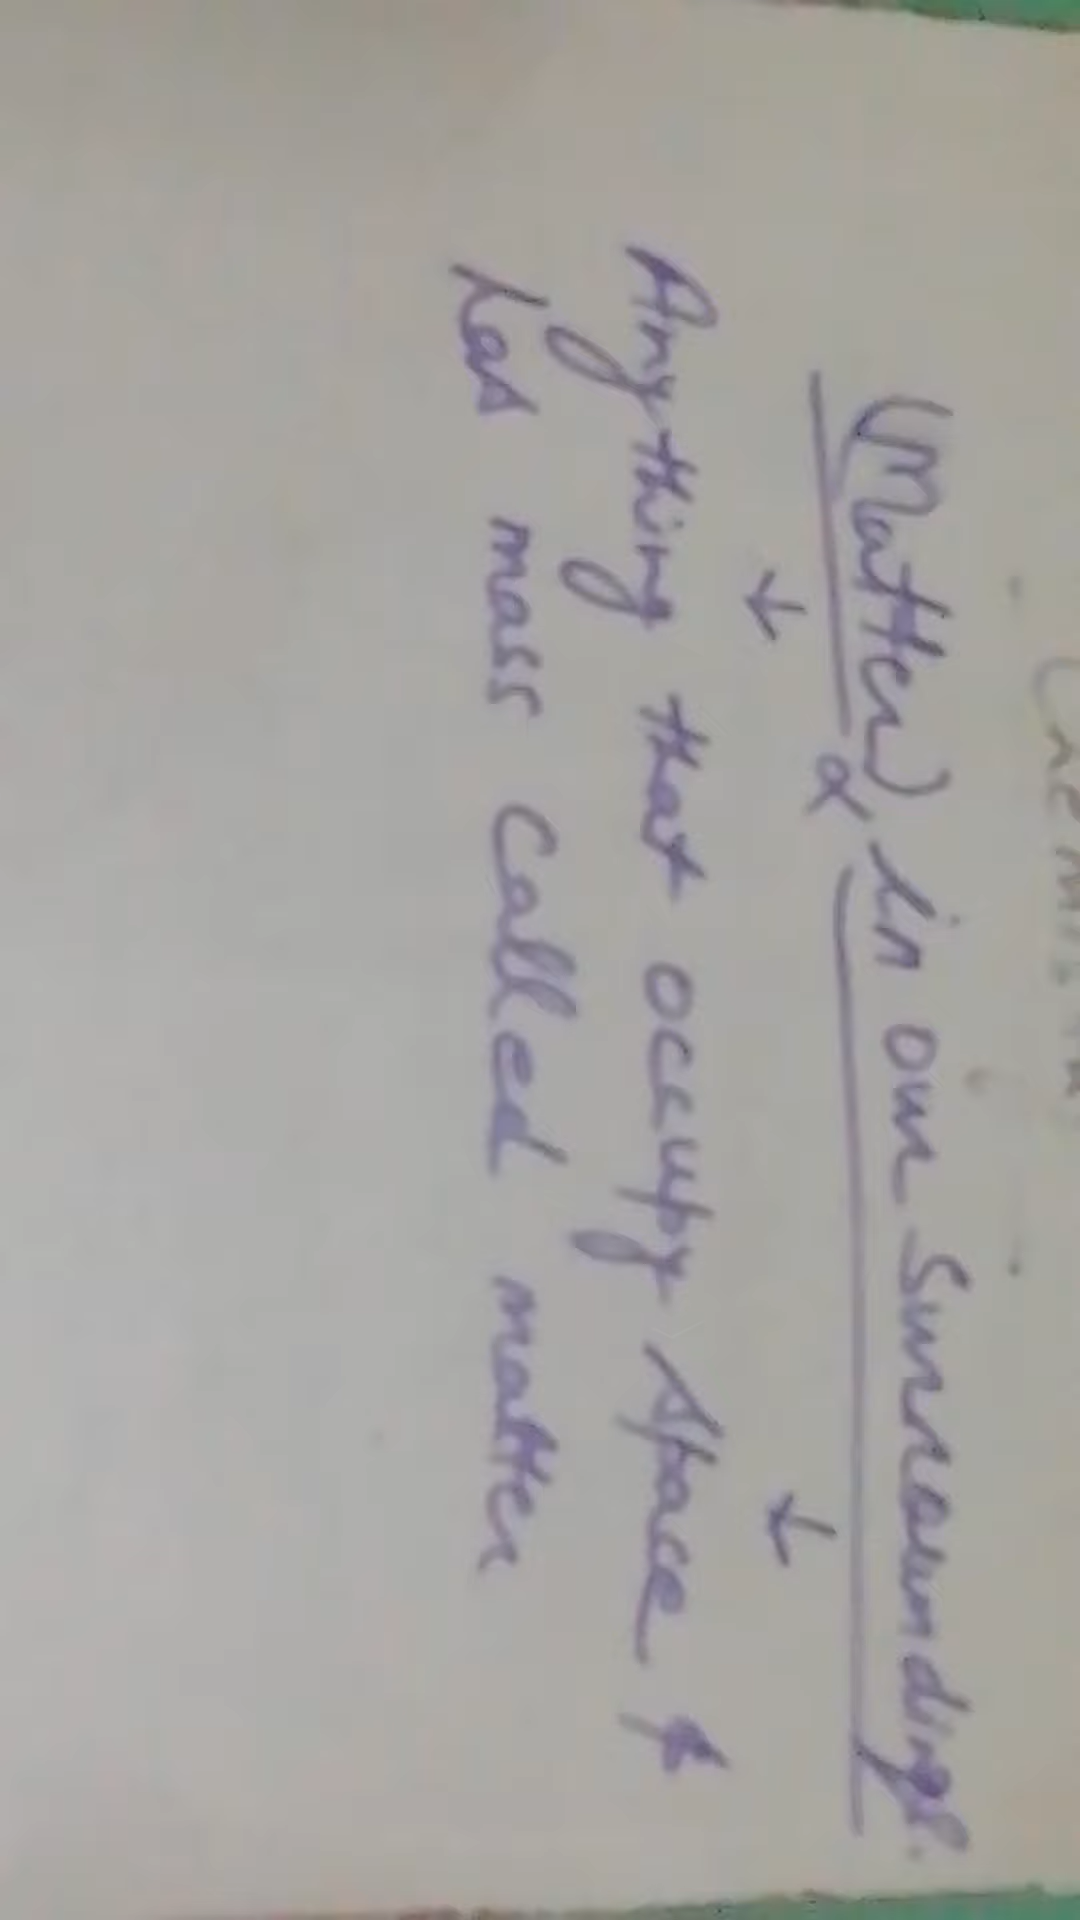 (Matter) in our Surroundings.
Anything that occupy space &
has mass called matter